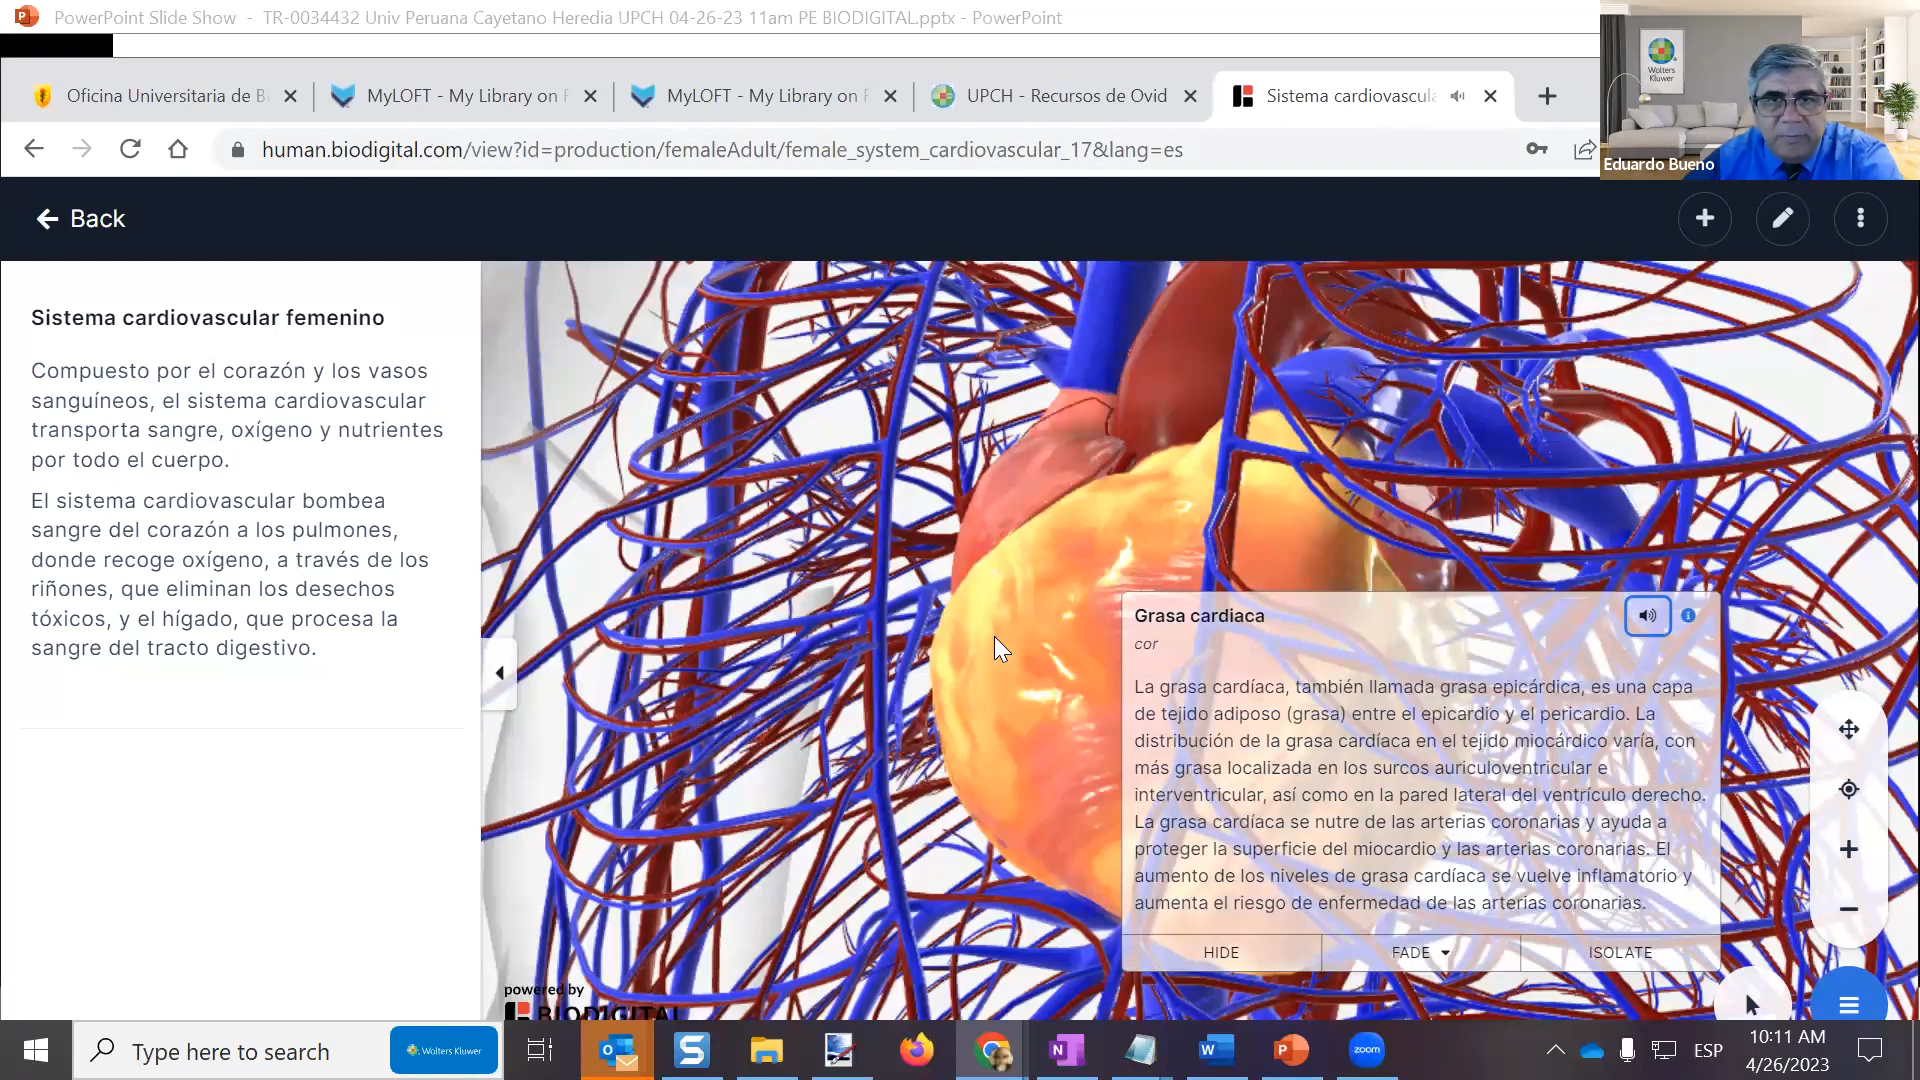 PowerPoint Slide Show - TR-0034432 Univ Peruana Cayetano Heredia UPCH 04-26-23 11am PE BIODIGITAL.pptx - PowerPoint
Wolters
Kluwer
Eduardo Bueno
Oficina Universitaria de B
MyLOFT - My Library on F
MyLOFT - My Library on F
UPCH - Recursos de Ovid
Sistema cardiovascula
human.biodigital.com/view?id=production/femaleAdult/female_system_cardiovascular_17&lang=es
Back
Sistema cardiovascular femenino
Compuesto por el corazón y los vasos
sanguíneos, el sistema cardiovascular
transporta sangre, oxígeno y nutrientes
por todo el cuerpo.
El sistema cardiovascular bombea
sangre del corazón a los pulmones,
donde recoge oxígeno, a través de los
riñones, que eliminan los desechos
tóxicos, y el hígado, que procesa la
sangre del tracto digestivo.
Grasa cardiaca
cor
La grasa cardíaca, también llamada grasa epicárdica, es una capa
de tejido adiposo (grasa) entre el epicardio y el pericardio. La
distribución de la grasa cardíaca en el tejido miocárdico varía, con
más grasa localizada en los surcos auriculoventricular e
interventricular, así como en la pared lateral del ventrículo derecho.
La grasa cardíaca se nutre de las arterias coronarias y ayuda a
proteger la superficie del miocardio y las arterias coronarias. El
aumento de los niveles de grasa cardíaca se vuelve inflamatorio y
aumenta el riesgo de enfermedad de las arterias coronarias.
HIDE
FADE
ISOLATE
powered by
BIODIGITAL
Type here to search
Wolters Kluwer
zoom
ESP
10:11 AM
4/26/2023